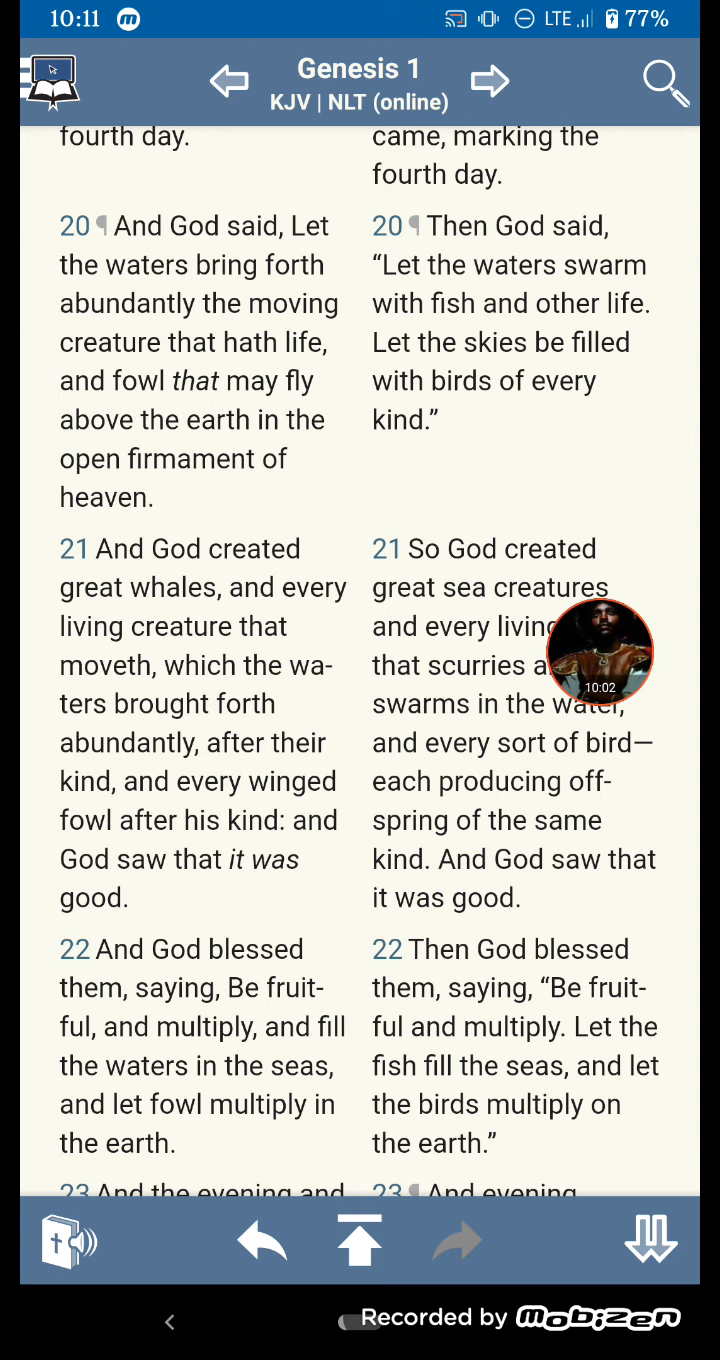 10:11
LTE
77%
Genesis 1
KJV | NLT (online)
fourth day.
20 ¶ And God said, Let
the waters bring forth
abundantly the moving
creature that hath life,
and fowl that may fly
above the earth in the
open firmament of
heaven.
21 And God created
great whales, and every
living creature that
moveth, which the wa-
ters brought forth
abundantly, after their
kind, and every winged
fowl after his kind: and
God saw that it was
good.
22 And God blessed
them, saying, Be fruit-
ful, and multiply, and fill
the waters in the seas,
and let fowl multiply in
the earth.
23 And the evening and
came, marking the
fourth day.
20 ¶ Then God said,
“Let the waters swarm
with fish and other life.
Let the skies be filled
with birds of every
kind.”
21 So God created
great sea creatures
and every living
that scurries
swarms in the water,
and every sort of bird—
each producing off-
spring of the same
kind. And God saw that
it was good.
22 Then God blessed
them, saying, “Be fruit-
ful and multiply. Let the
fish fill the seas, and let
the birds multiply on
the earth.”
23 ¶ And evening
10:02
Recorded by mobizen